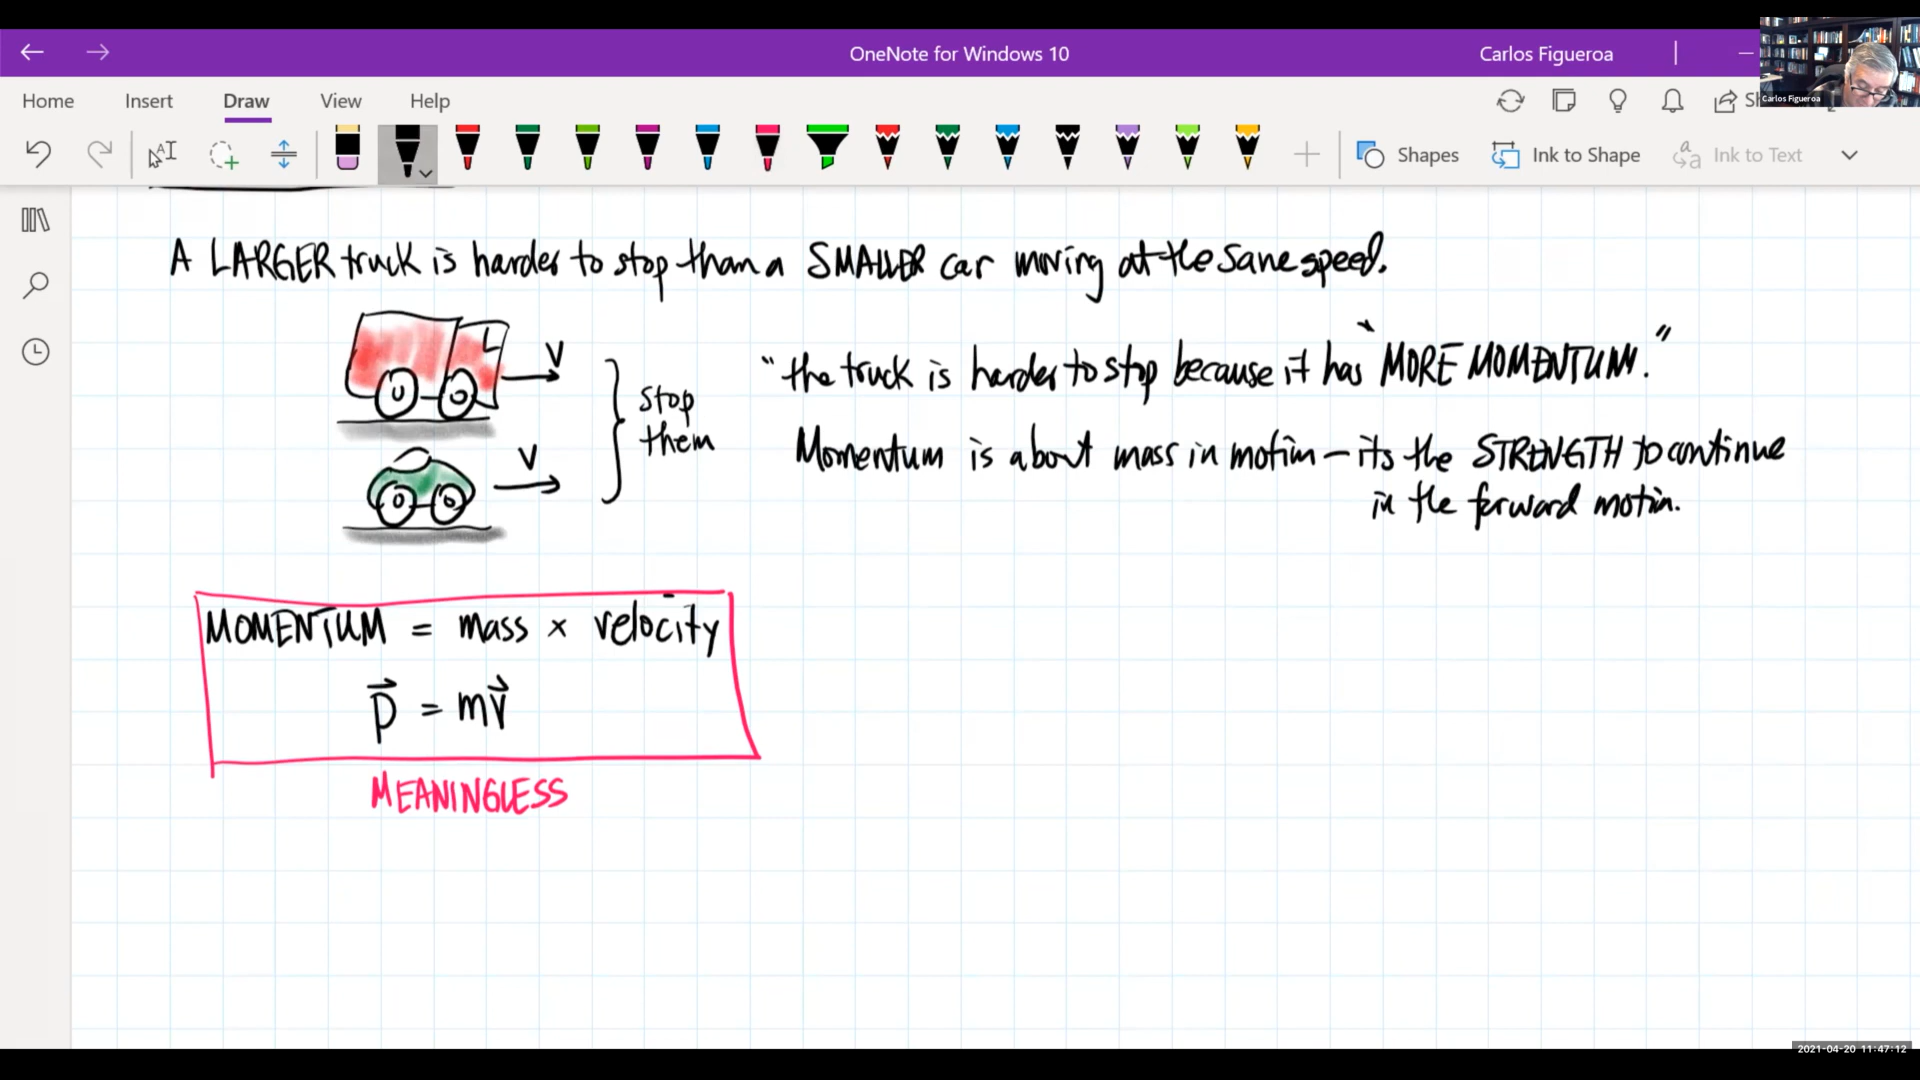 OneNote for Windows 10
Carlos Figueroa
Carlos Figueroa
Home Insert Draw View Help
Shapes Ink to Shape Ink to Text
A LARGER truck is harder to stop than a SMALLER car moving at the same speed.
V
V
stop
them
"the truck is harder to stop because it has "MORE MOMENTUM."
Momentum is about mass in motion - its the STRENGTH to continue
in the forward motion.
MOMENTUM = mass × velocity
p⃗ = mv⃗
MEANINGLESS
2021-04-20 11:47:12